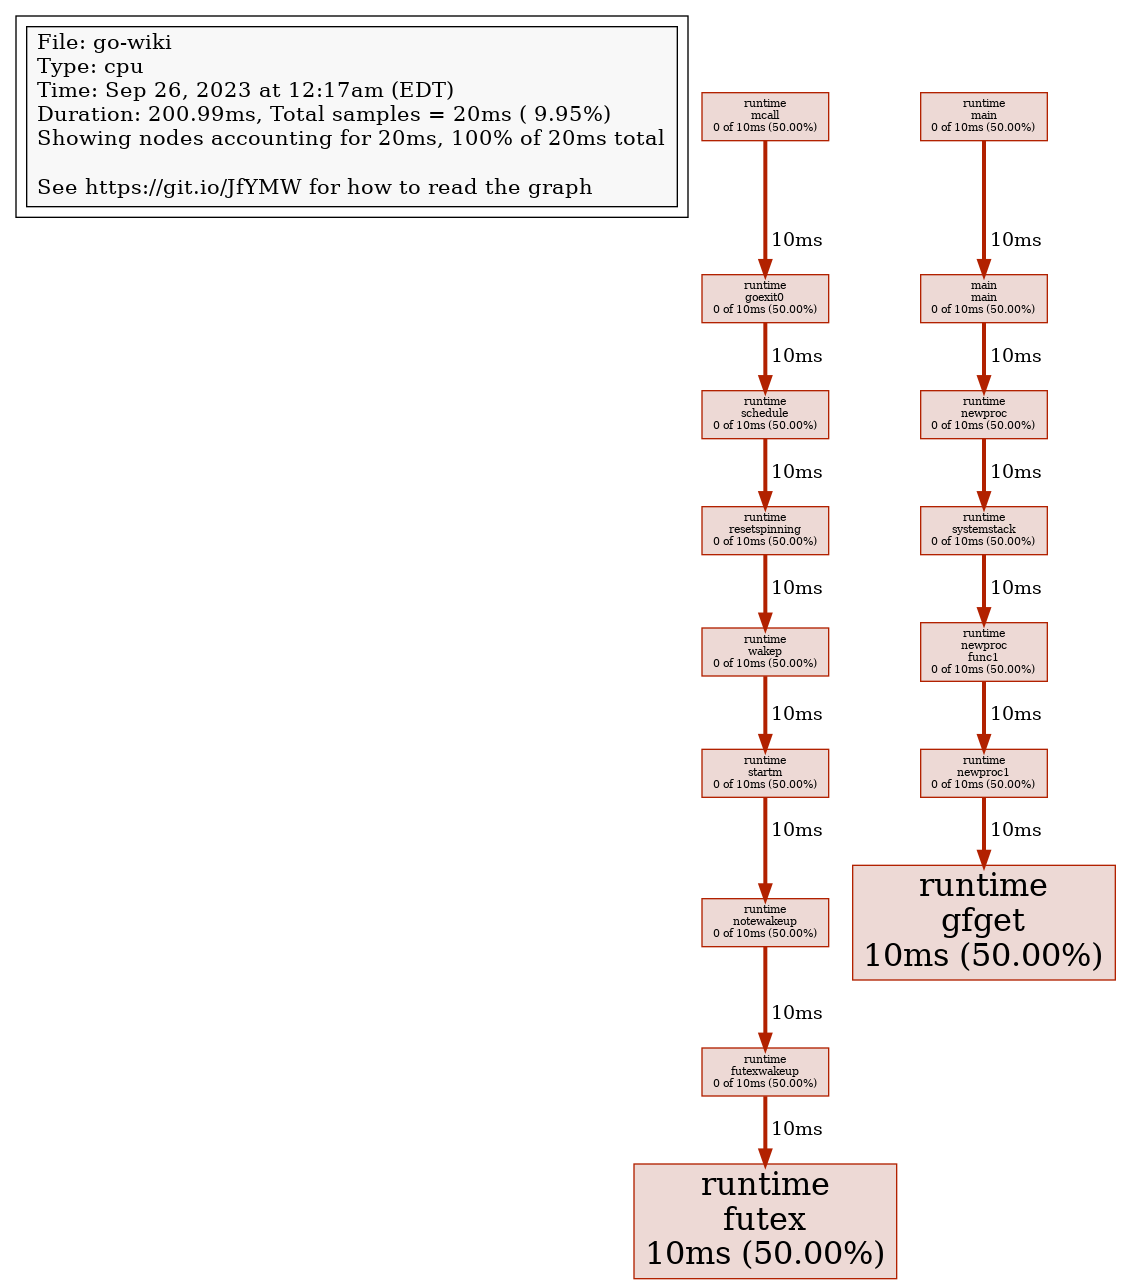 File: go-wiki
Type: cpu
Time: Sep 26, 2023 at 12:17am (EDT)
Duration: 200.99ms, Total samples = 20ms ( 9.95%)
Showing nodes accounting for 20ms, 100% of 20ms total
See https://git.io/JfYMW for how to read the graph
runtime
mcall
0 of 10ms (50.00%)
10ms
runtime
goexit0
0 of 10ms (50.00%)
10ms
runtime
schedule
0 of 10ms (50.00%)
10ms
runtime
resetspinning
0 of 10ms (50.00%)
10ms
runtime
wakep
0 of 10ms (50.00%)
10ms
runtime
startm
0 of 10ms (50.00%)
10ms
runtime
notewakeup
0 of 10ms (50.00%)
10ms
runtime
futexwakeup
0 of 10ms (50.00%)
10ms
runtime
futex
10ms (50.00%)
runtime
main
0 of 10ms (50.00%)
10ms
main
main
0 of 10ms (50.00%)
10ms
runtime
newproc
0 of 10ms (50.00%)
10ms
runtime
systemstack
0 of 10ms (50.00%)
10ms
runtime
newproc
func1
0 of 10ms (50.00%)
10ms
runtime
newproc1
0 of 10ms (50.00%)
10ms
runtime
gfget
10ms (50.00%)